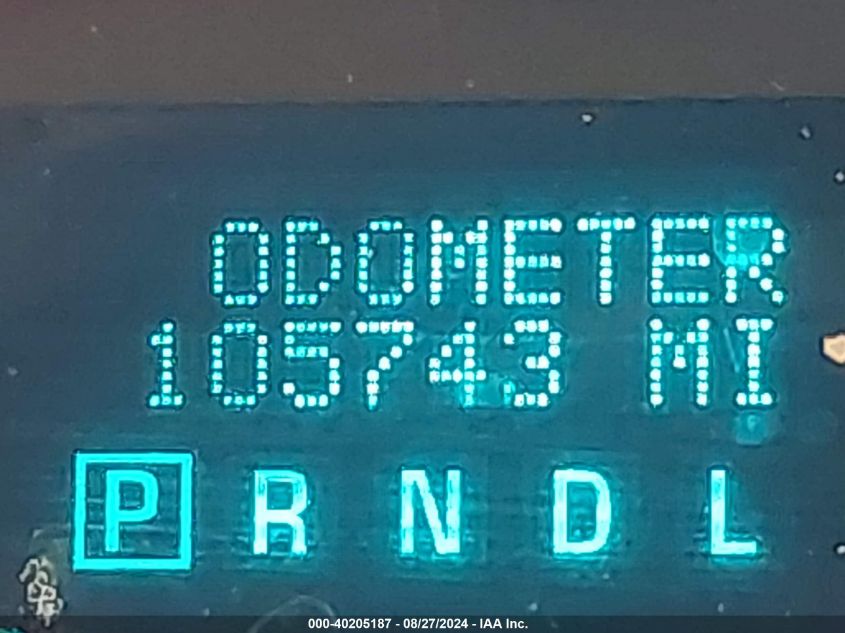 ODOMETER
105743 MI
P R N D L
000-40205187 - 08/27/2024 - IAA Inc.